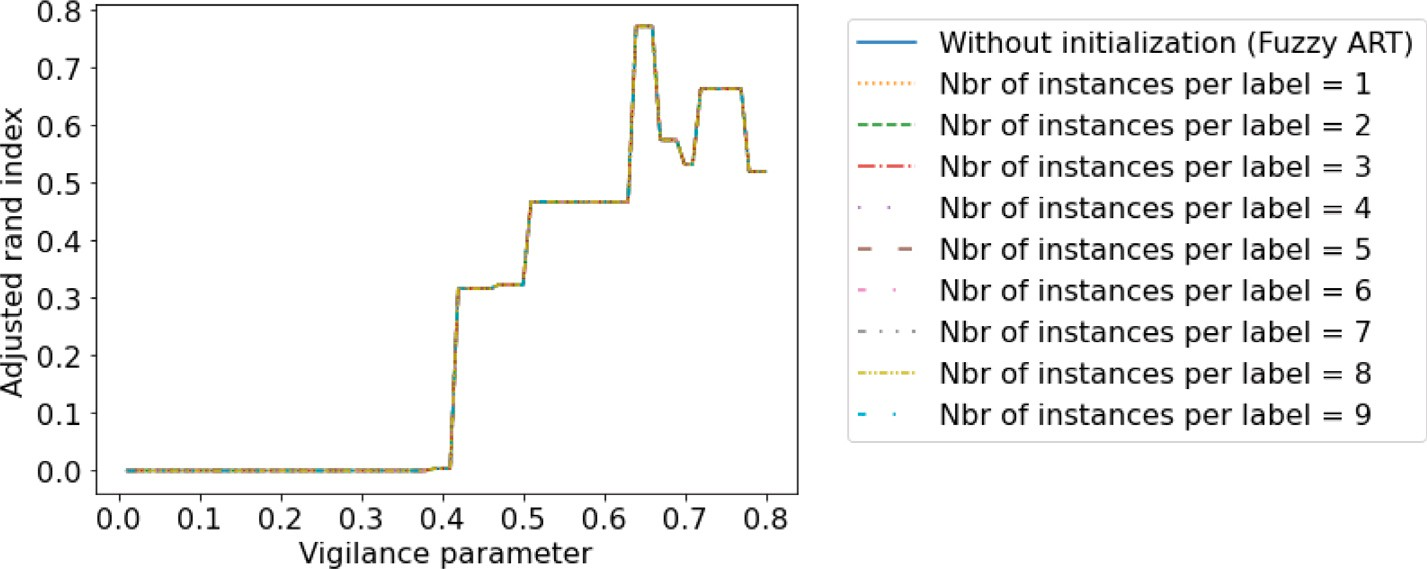 Adjusted rand index
0.8
0.7
0.6
0.5
0.4
0.3
0.2
0.1
0.0
0.0 0.1 0.2 0.3 0.4 0.5 0.6 0.7 0.8
Vigilance parameter
Without initialization (Fuzzy ART)
Nbr of instances per label = 1
Nbr of instances per label = 2
Nbr of instances per label = 3
Nbr of instances per label = 4
Nbr of instances per label = 5
Nbr of instances per label = 6
Nbr of instances per label = 7
Nbr of instances per label = 8
Nbr of instances per label = 9